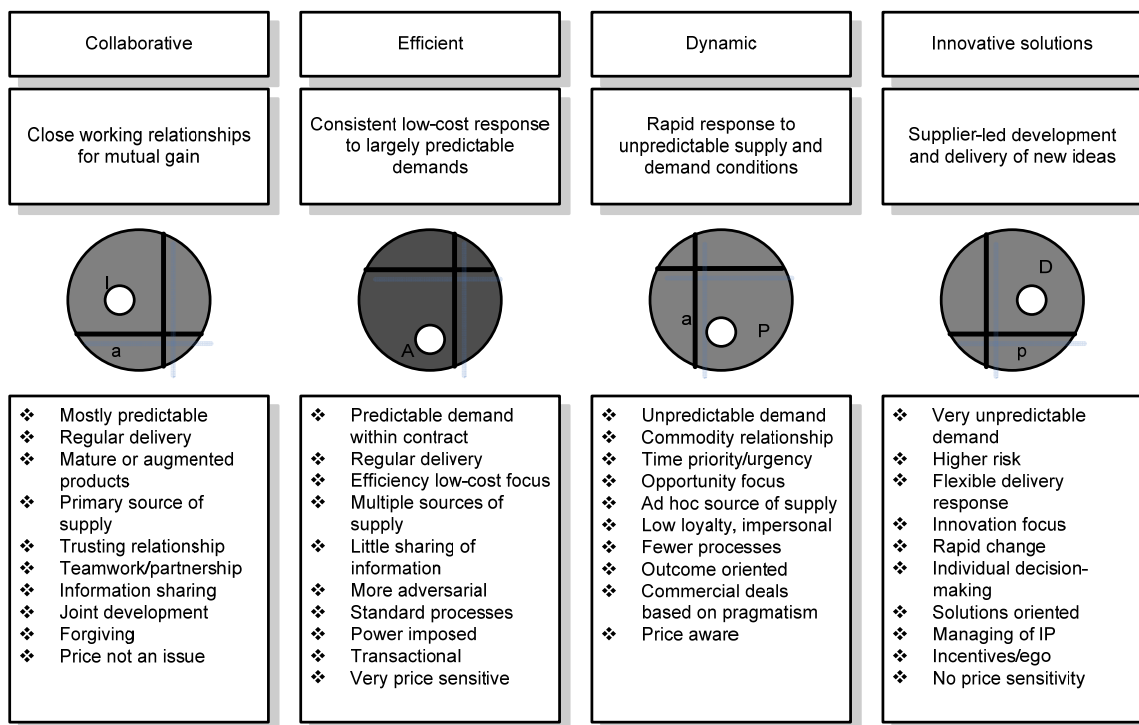 Collaborative
Close working relationships
for mutual gain
I
a
Mostly predictable
Regular delivery
Mature or augmented
products
Primary source of
supply
Trusting relationship
Teamwork/partnership
Information sharing
Joint development
Forgiving
Price not an issue
Efficient
Consistent low-cost response
to largely predictable
demands
A
Predictable demand
within contract
Regular delivery
Efficiency low-cost focus
Multiple sources of
supply
Little sharing of
information
More adversarial
Standard processes
Power imposed
Transactional
Very price sensitive
Dynamic
Rapid response to
unpredictable supply and
demand conditions
a
P
Unpredictable demand
Commodity relationship
Time priority/urgency
Opportunity focus
Ad hoc source of supply
Low loyalty, impersonal
Fewer processes
Outcome oriented
Commercial deals
based on pragmatism
Price aware
Innovative solutions
Supplier-led development
and delivery of new ideas
D
p
Very unpredictable
demand
Higher risk
Flexible delivery
response
Innovation focus
Rapid change
Individual decision-
making
Solutions oriented
Managing of IP
Incentives/ego
No price sensitivity